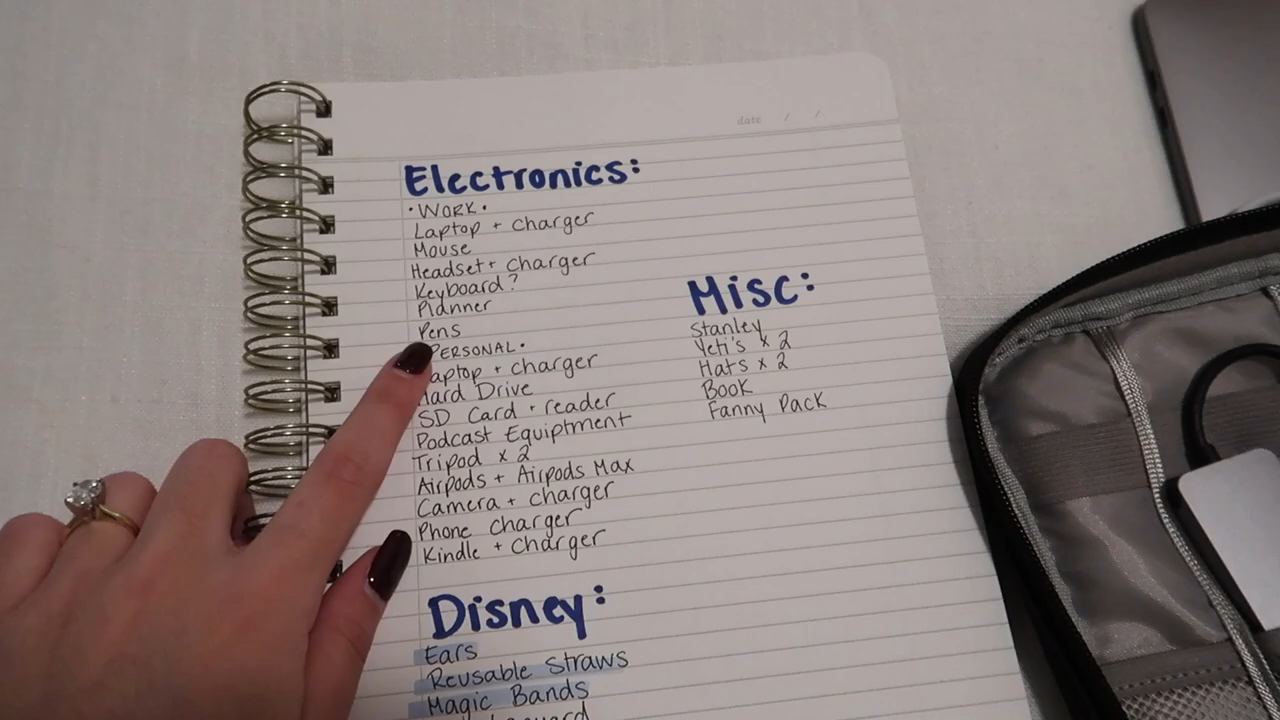 date / /
Electronics:
• WORK •
Laptop + charger
Mouse
Headset + charger
Keyboard?
Planner
Pens
PERSONAL •
Laptop + charger
Hard Drive
SD Card + reader
Podcast Equiptment
Tripod x 2
Airpods + Airpods Max
Camera + charger
Phone charger
Kindle + charger
Misc:
Stanley
Yeti's x 2
Hats x 2
Book
Fanny Pack
Disney:
Ears
Reusable Straws
Magic Bands